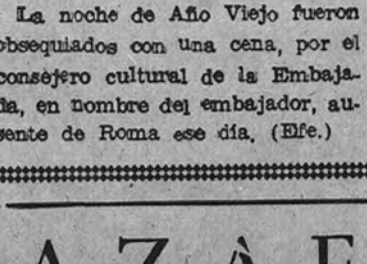 La noche de Año Viejo fueron
obsequiados con una cena, por el
consejero cultural de la Embaja-
da, en nombre del embajador, au-
sente de Roma ese día. (Efe.)
A Z À F